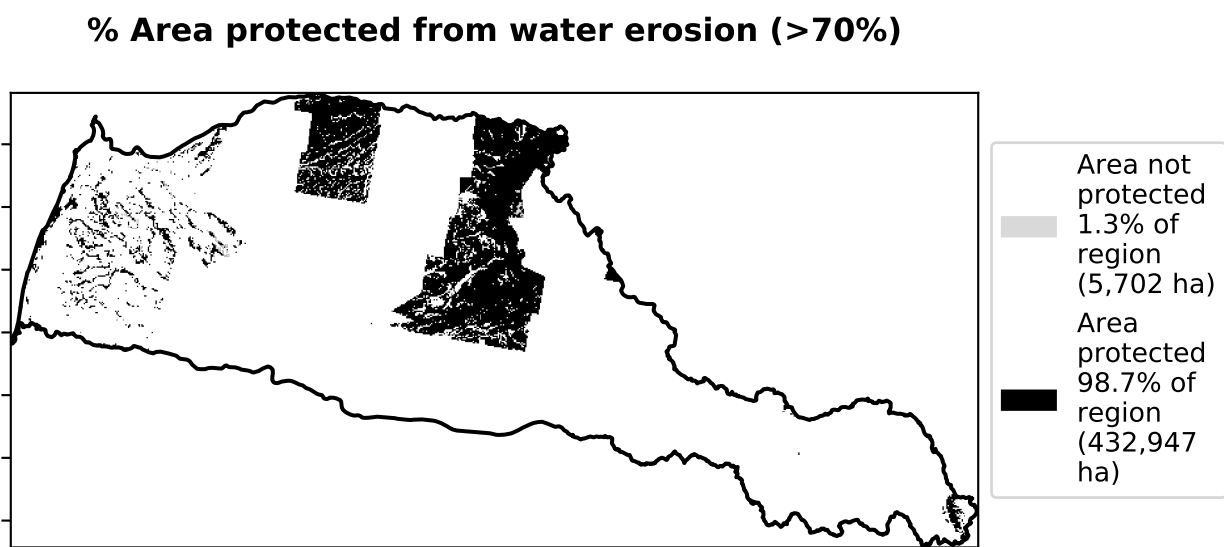 % Area protected from water erosion (>70%)
Area not
protected
1.3% of
region
(5,702 ha)
Area
protected
98.7% of
region
(432,947
ha)